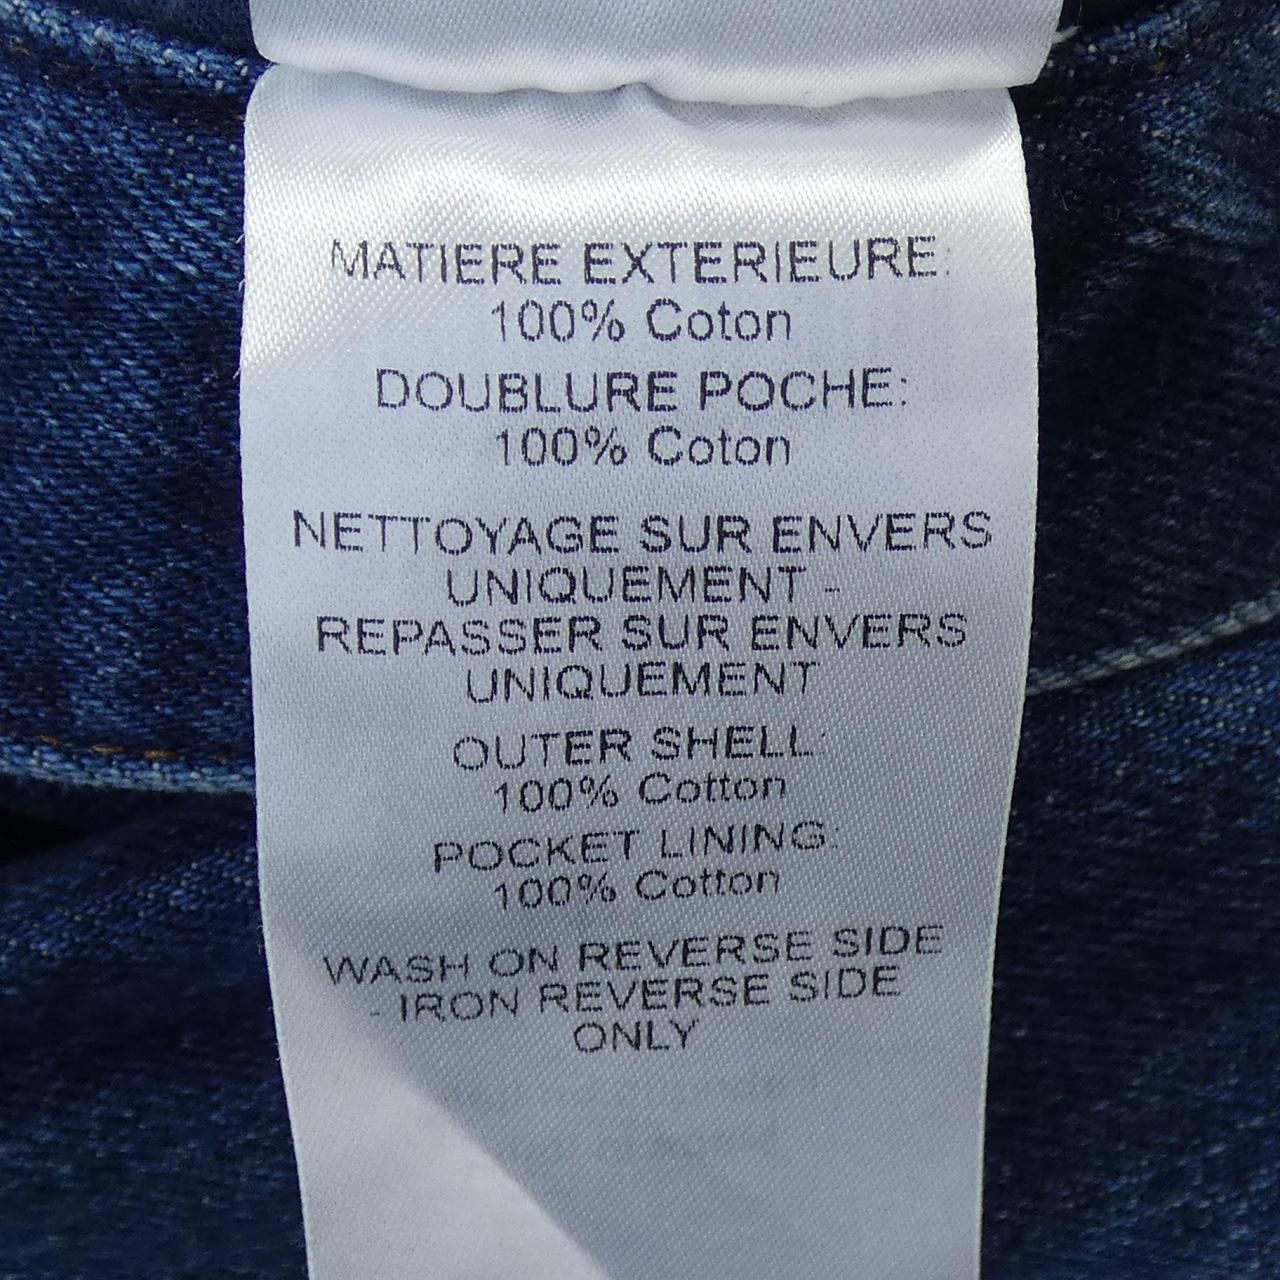 MATIERE EXTERIEURE:
100% Coton
DOUBLURE POCHE:
100% Coton
NETTOYAGE SUR ENVERS
UNIQUEMENT -
REPASSER SUR ENVERS
UNIQUEMENT
OUTER SHELL:
100% Cotton
POCKET LINING:
100% Cotton
WASH ON REVERSE SIDE
- IRON REVERSE SIDE
ONLY